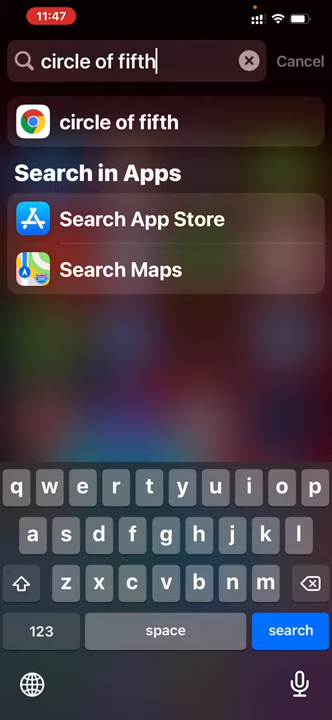 11:47
circle of fifth
Cancel
circle of fifth
Search in Apps
Search App Store
Search Maps
q w e r t y u i o p
a s d f g h j k l
z x c v b n m
123 space search